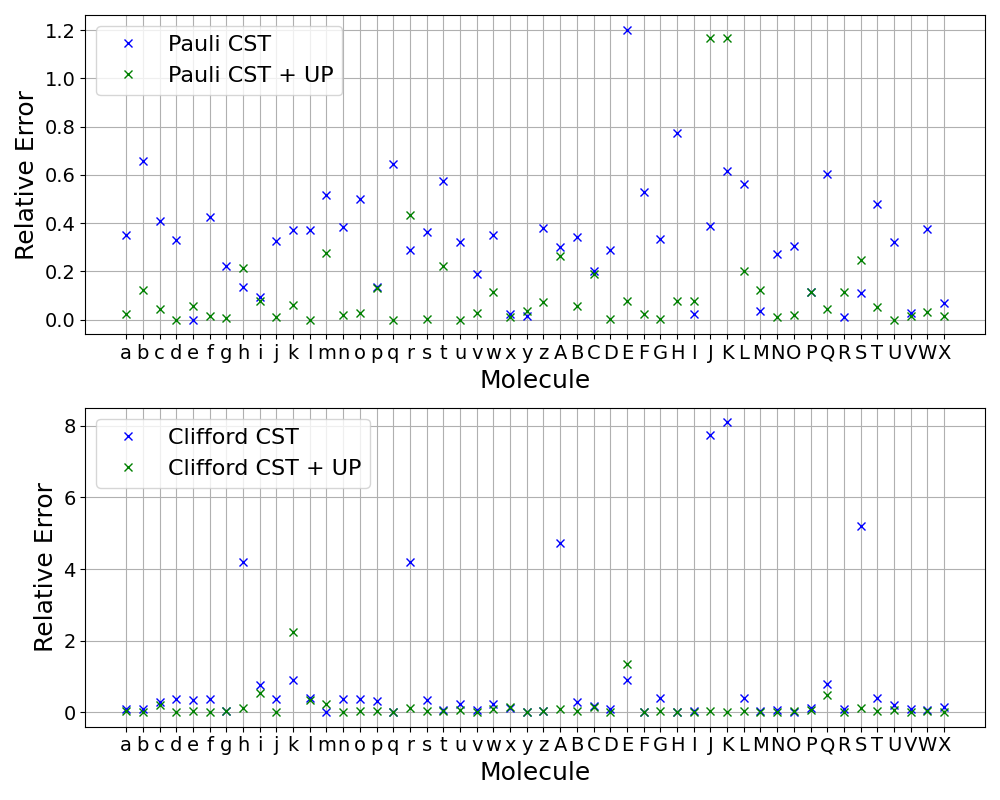 Relative Error
1.2
1.0
0.8
0.6
0.4
0.2
0.0
Pauli CST
Pauli CST + UP
a b c d e f g h i j k l m n o p q r s t u v w x y z A B C D E F G H I J K L M N O P Q R S T U V W X
Molecule
Relative Error
8
6
4
2
0
Clifford CST
Clifford CST + UP
a b c d e f g h i j k l m n o p q r s t u v w x y z A B C D E F G H I J K L M N O P Q R S T U V W X
Molecule